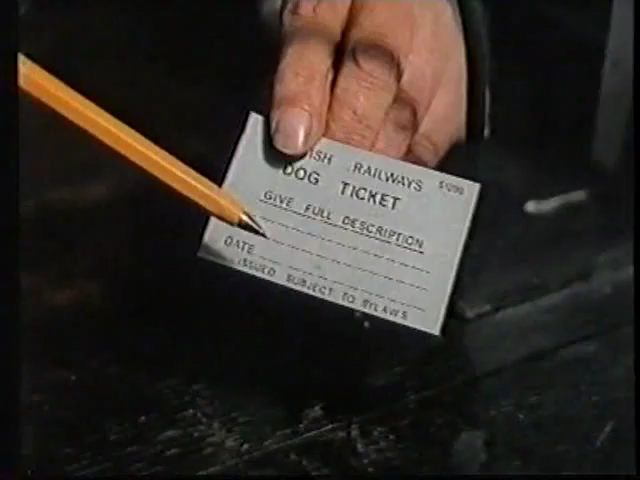 ISH RAILWAYS
DOG TICKET
GIVE FULL DESCRIPTION
DATE
ISSUED SUBJECT TO BYLAWS